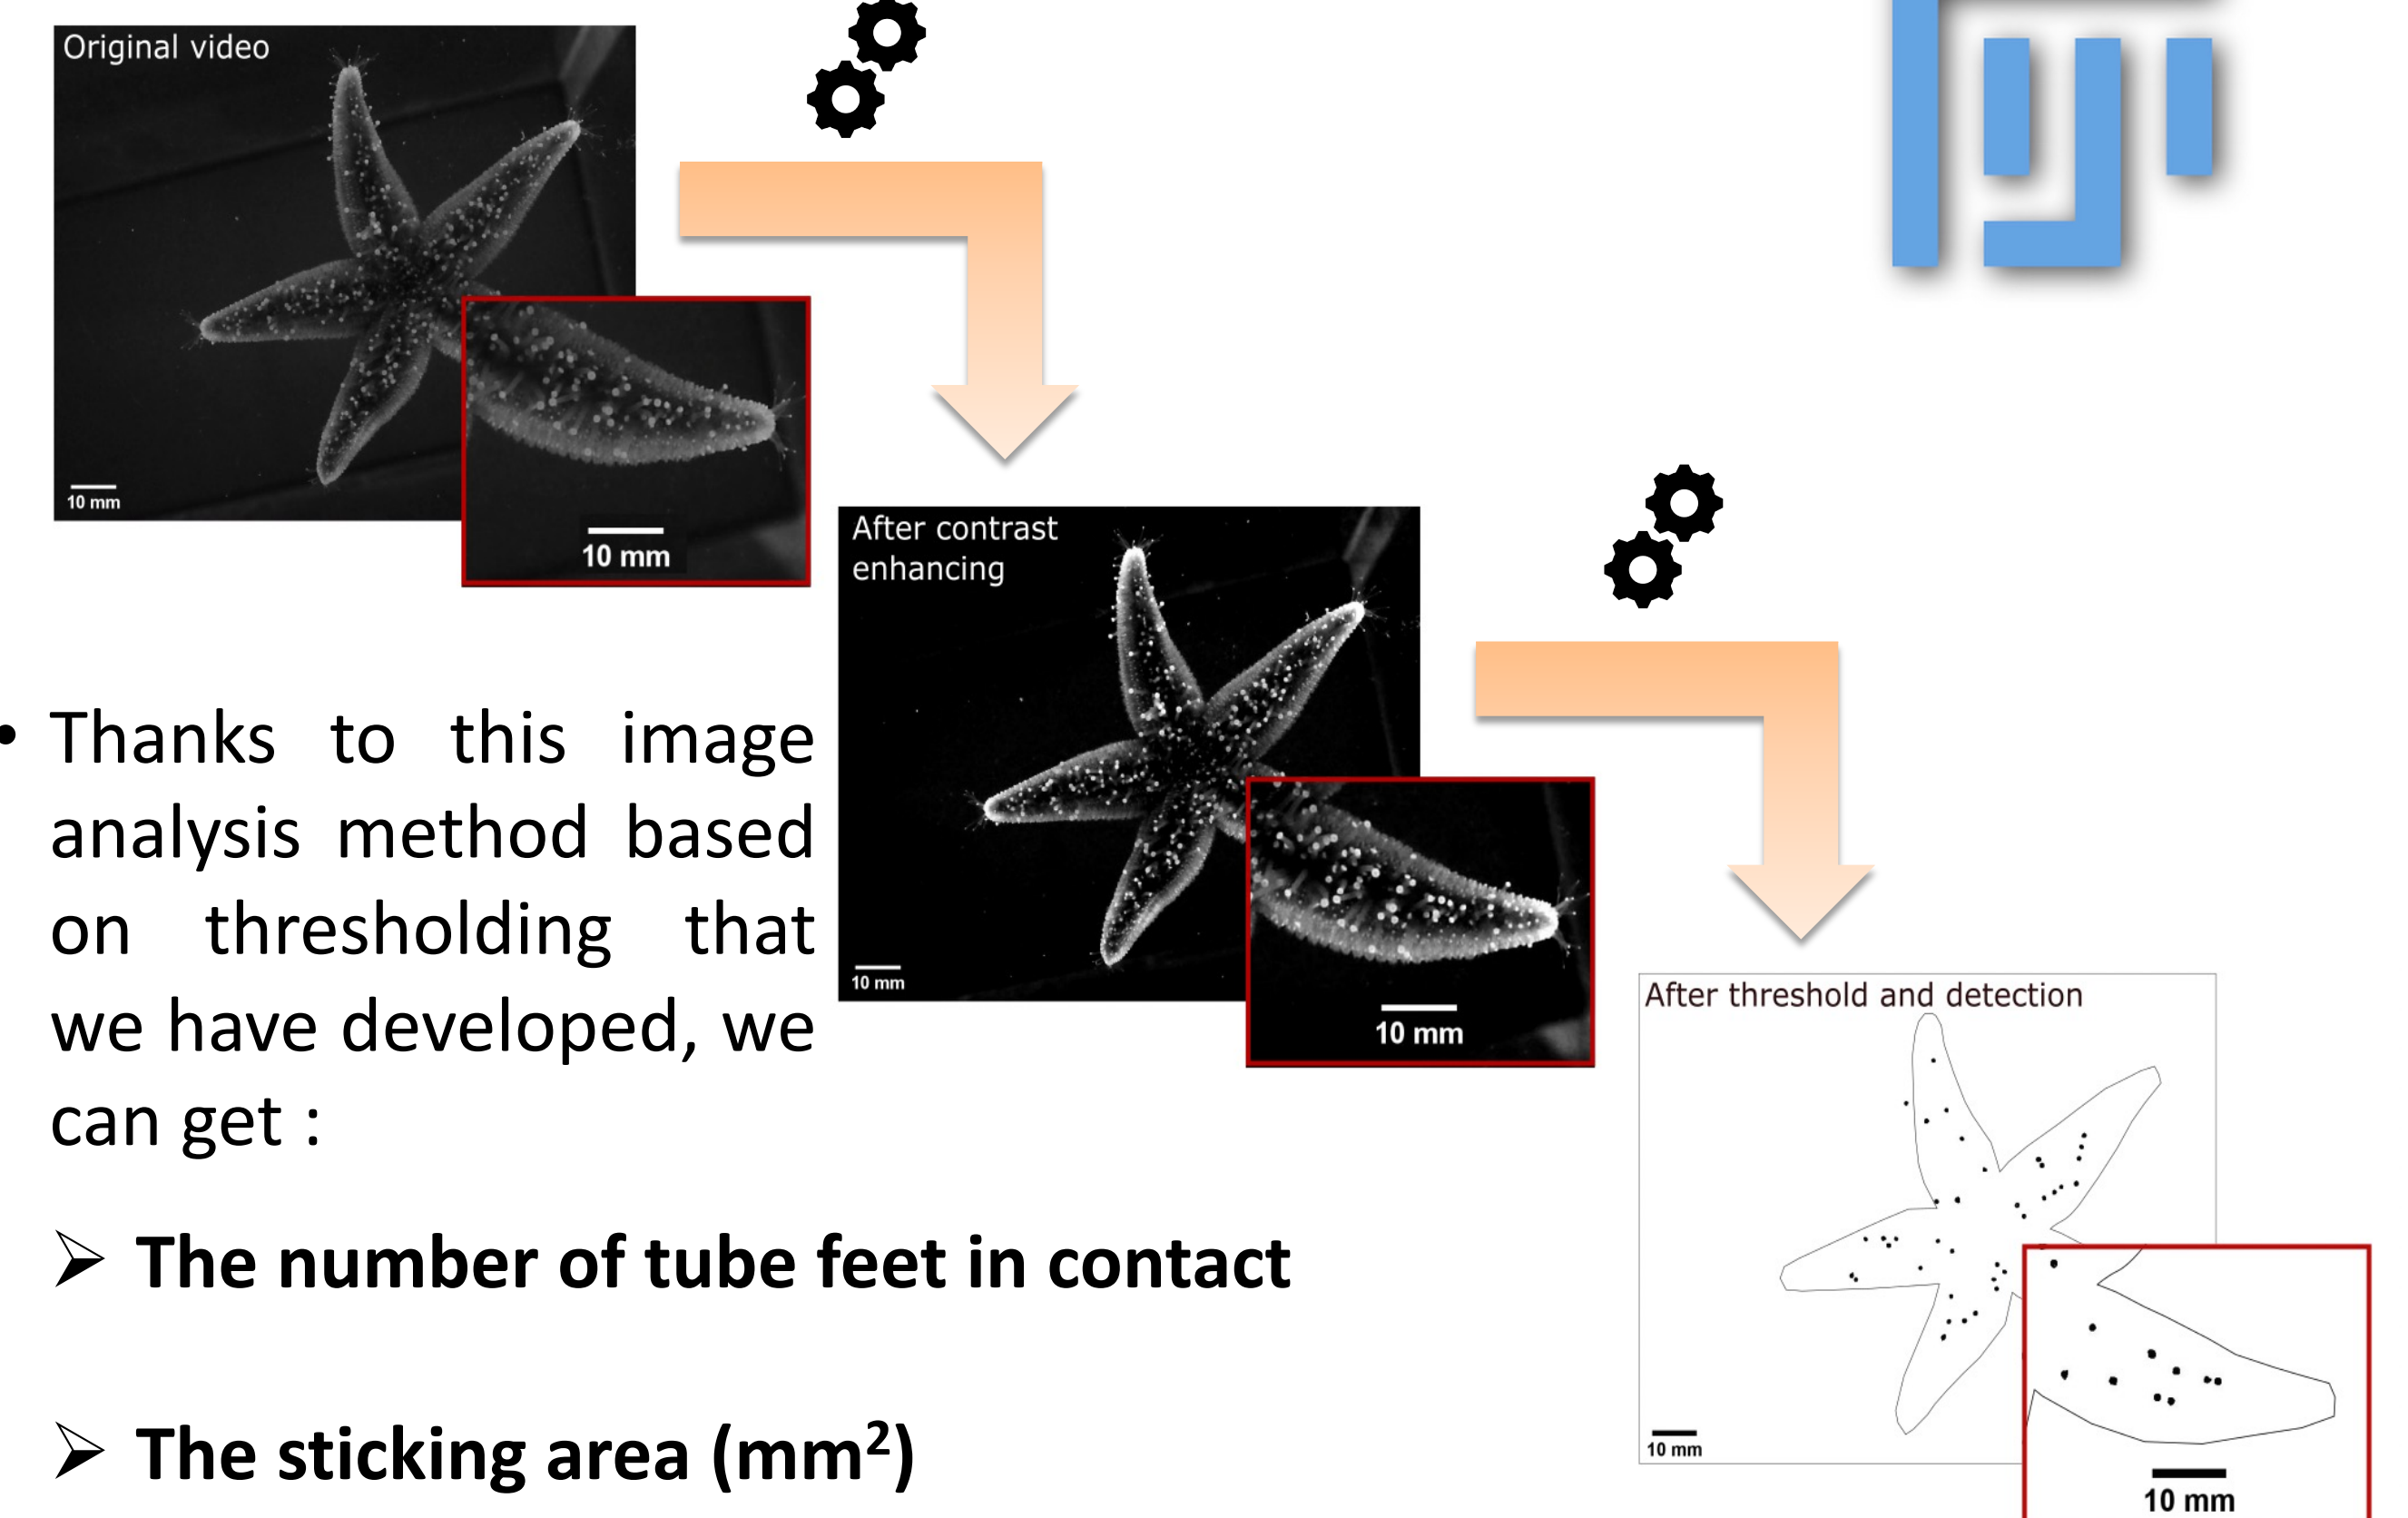 Original video
10 mm
10 mm
After contrast
enhancing
10 mm
10 mm
• Thanks to this image
analysis method based
on thresholding that
we have developed, we
can get :
After threshold and detection
10 mm
10 mm
➢ The number of tube feet in contact
➢ The sticking area (mm²)